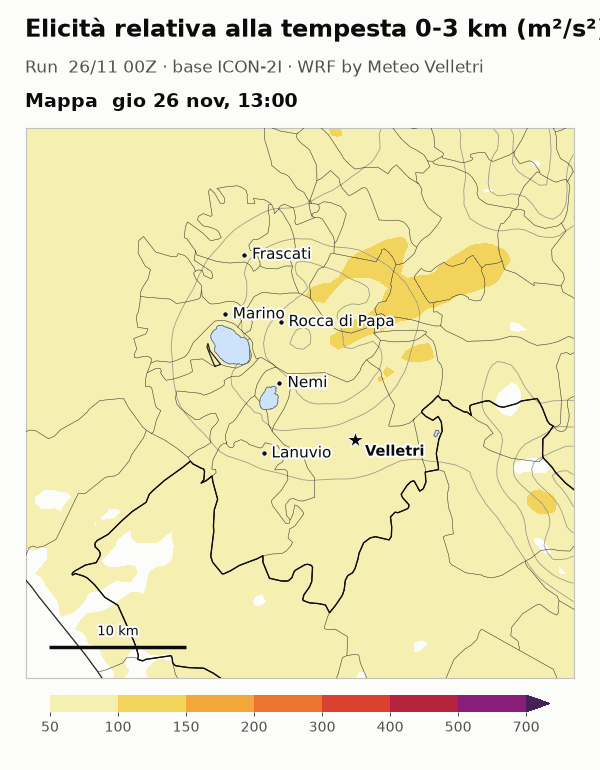 Elicità relativa alla tempesta 0-3 km (m²/s²)
Run 26/11 00Z · base ICON-2I · WRF by Meteo Velletri
Mappa gio 26 nov, 13:00
Frascati
Marino
Rocca di Papa
Nemi
Velletri
Lanuvio
10 km
50 100 150 200 300 400 500 700